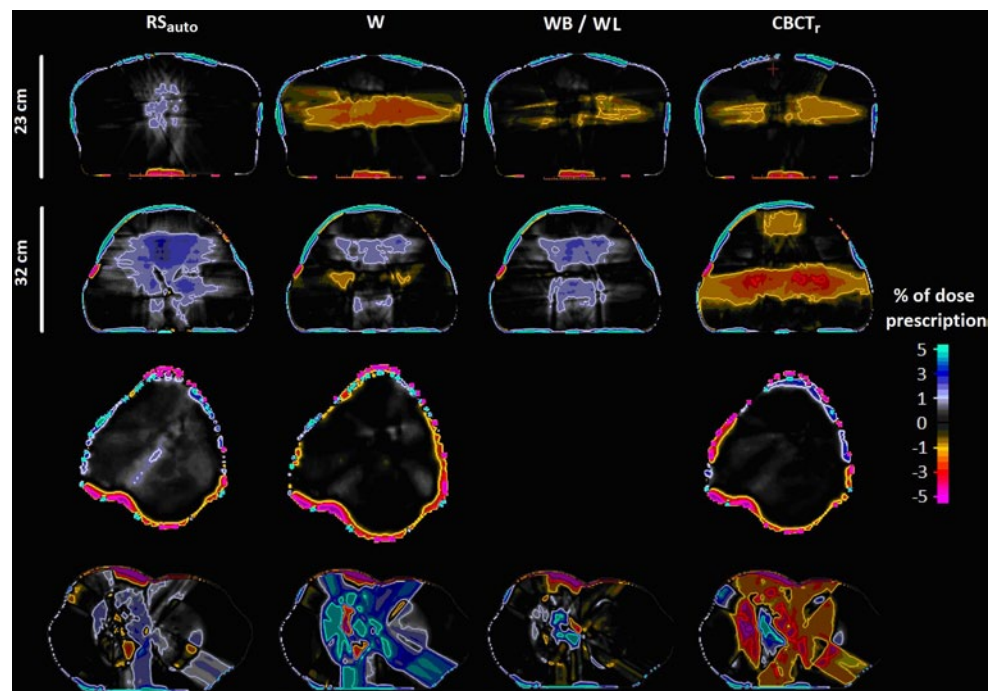 RSauto
W
WB / WL
CBCTr
23 cm
32 cm
% of dose
prescription
5
3
1
0
-1
-3
-5